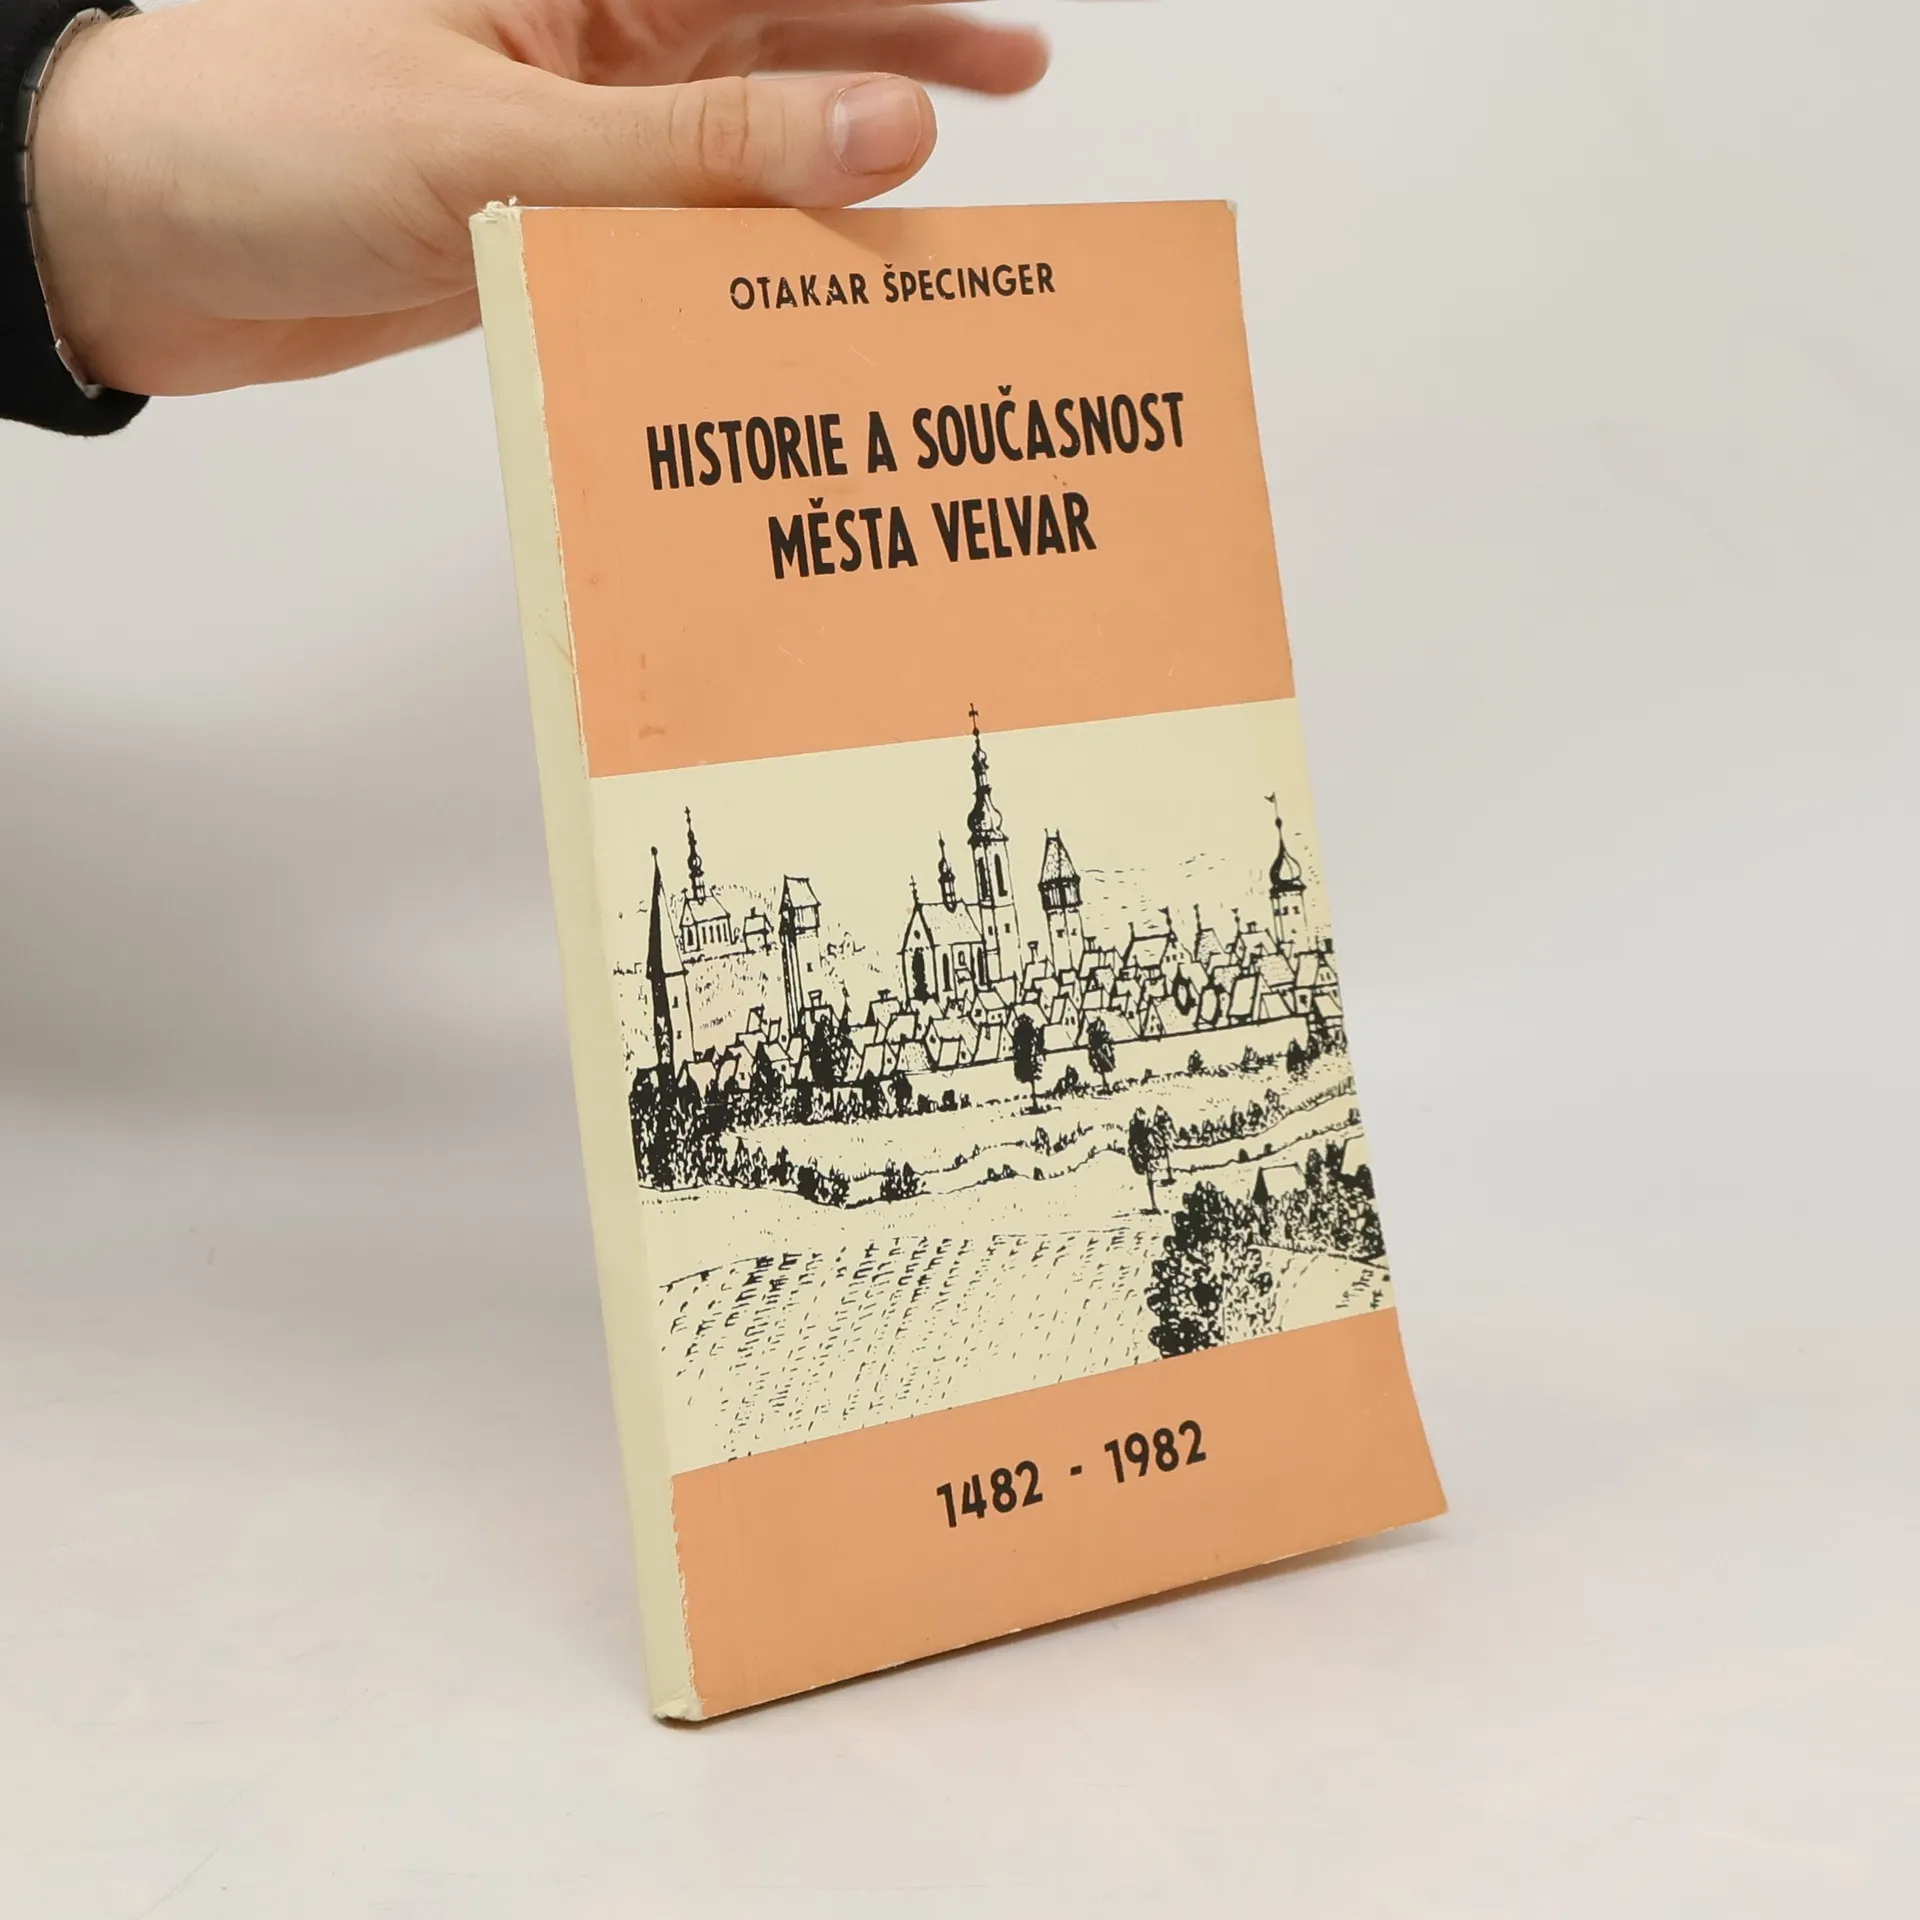 OTAKAR ŠPECINGER
HISTORIE A SOUČASNOST
MĚSTA VELVAR
1482 - 1982